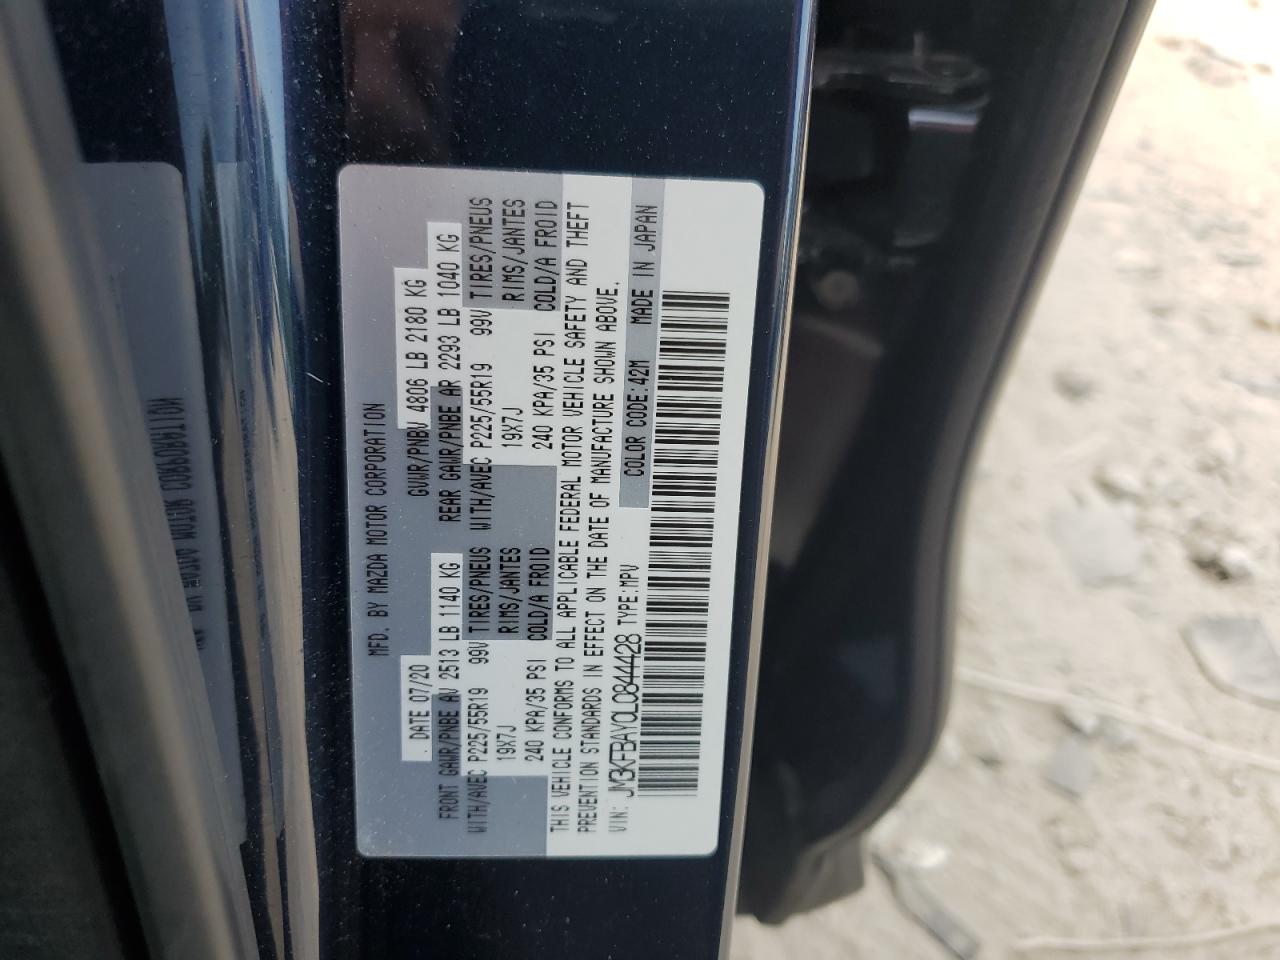 MFD. BY MAZDA MOTOR CORPORATION
DATE 07/20 GVWR/PNBV 4806 LB 2180 KG
FRONT GAWR/PNBE AV 2513 LB 1140 KG REAR GAWR/PNBE AR 2293 LB 1040 KG
WITH/AVEC P225/55R19 99V TIRES/PNEUS WITH/AVEC P225/55R19 99V TIRES/PNEUS
19X7J RIMS/JANTES 19X7J RIMS/JANTES
240 KPA/35 PSI COLD/A FROID 240 KPA/35 PSI COLD/A FROID
THIS VEHICLE CONFORMS TO ALL APPLICABLE FEDERAL MOTOR VEHICLE SAFETY AND THEFT
PREVENTION STANDARDS IN EFFECT ON THE DATE OF MANUFACTURE SHOWN ABOVE.
VIN: JM3KFBAY0L0844428 TYPE:MPV COLOR CODE:42M MADE IN JAPAN